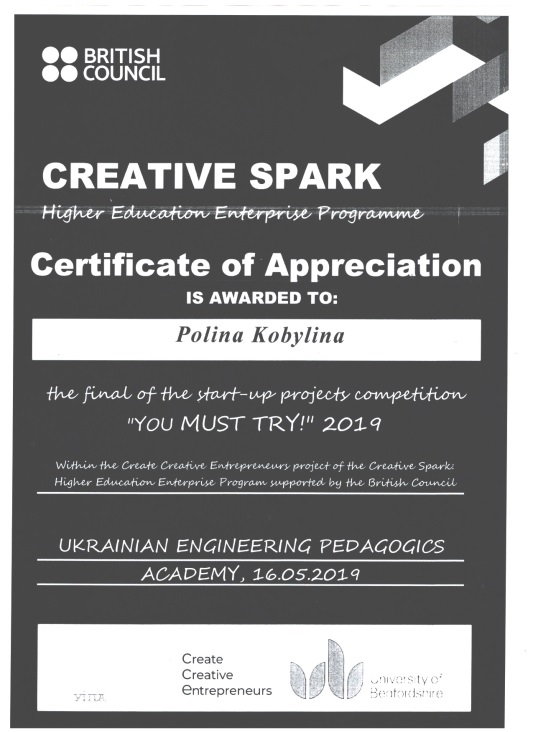 BRITISH
COUNCIL
CREATIVE SPARK
Higher Education Enterprise Programme
Certificate of Appreciation
IS AWARDED TO:
Polina Kobylina
the final of the start-up projects competition
"YOU MUST TRY!" 2019
Within the Create Creative Entrepreneurs project of the Creative Spark:
Higher Education Enterprise Program supported by the British Council
UKRAINIAN ENGINEERING PEDAGOGICS
ACADEMY, 16.05.2019
Create
Creative
entrepreneurs
УІПА
University of
Bedfordshire